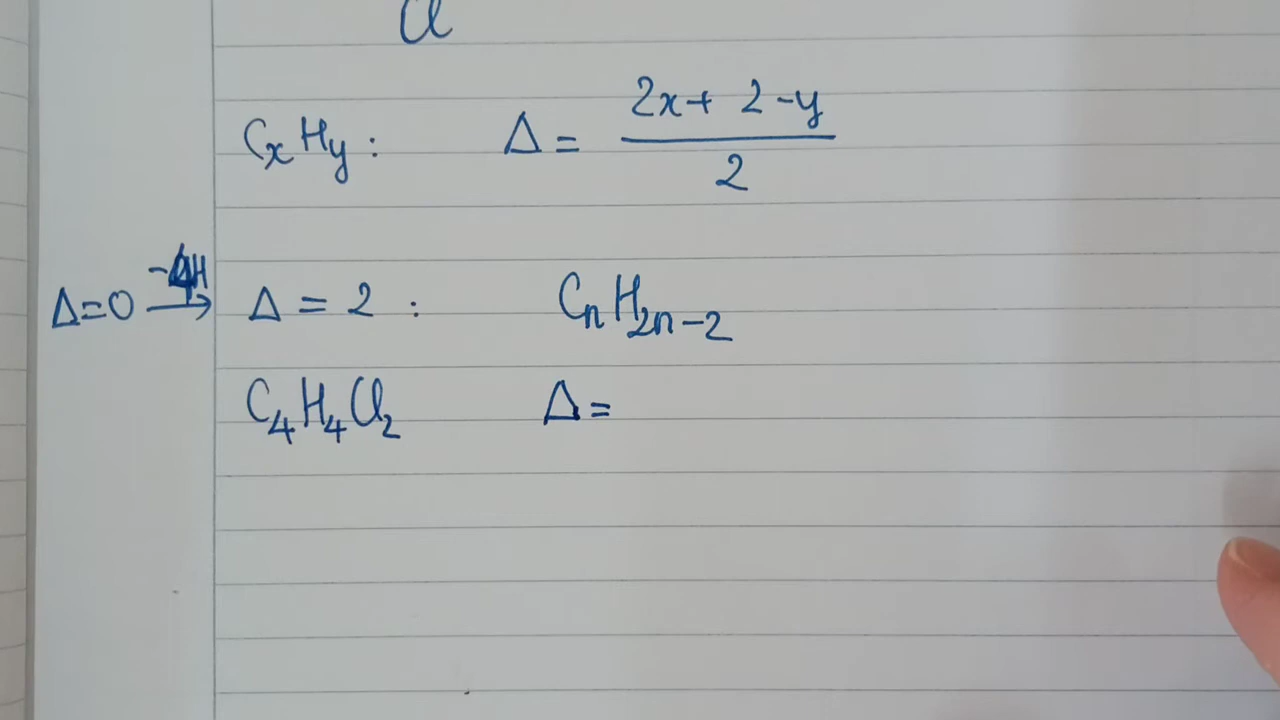 Cl
CxHy : Δ = (2x + 2 - y) / 2
Δ=0 -4H → Δ = 2 : CnH2n-2
C4H4Cl2 Δ =